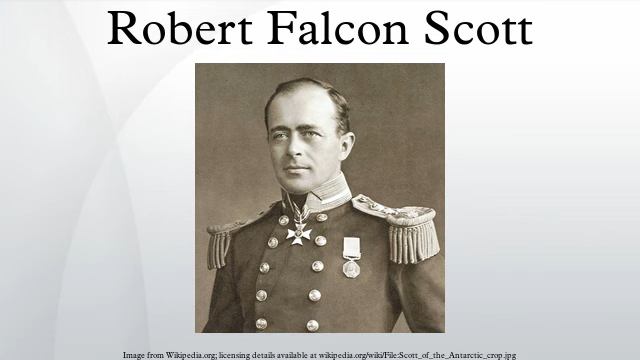 Robert Falcon Scott
Image from Wikipedia.org; licensing details available at wikipedia.org/wiki/File:Scott_of_the_Antarctic_crop.jpg